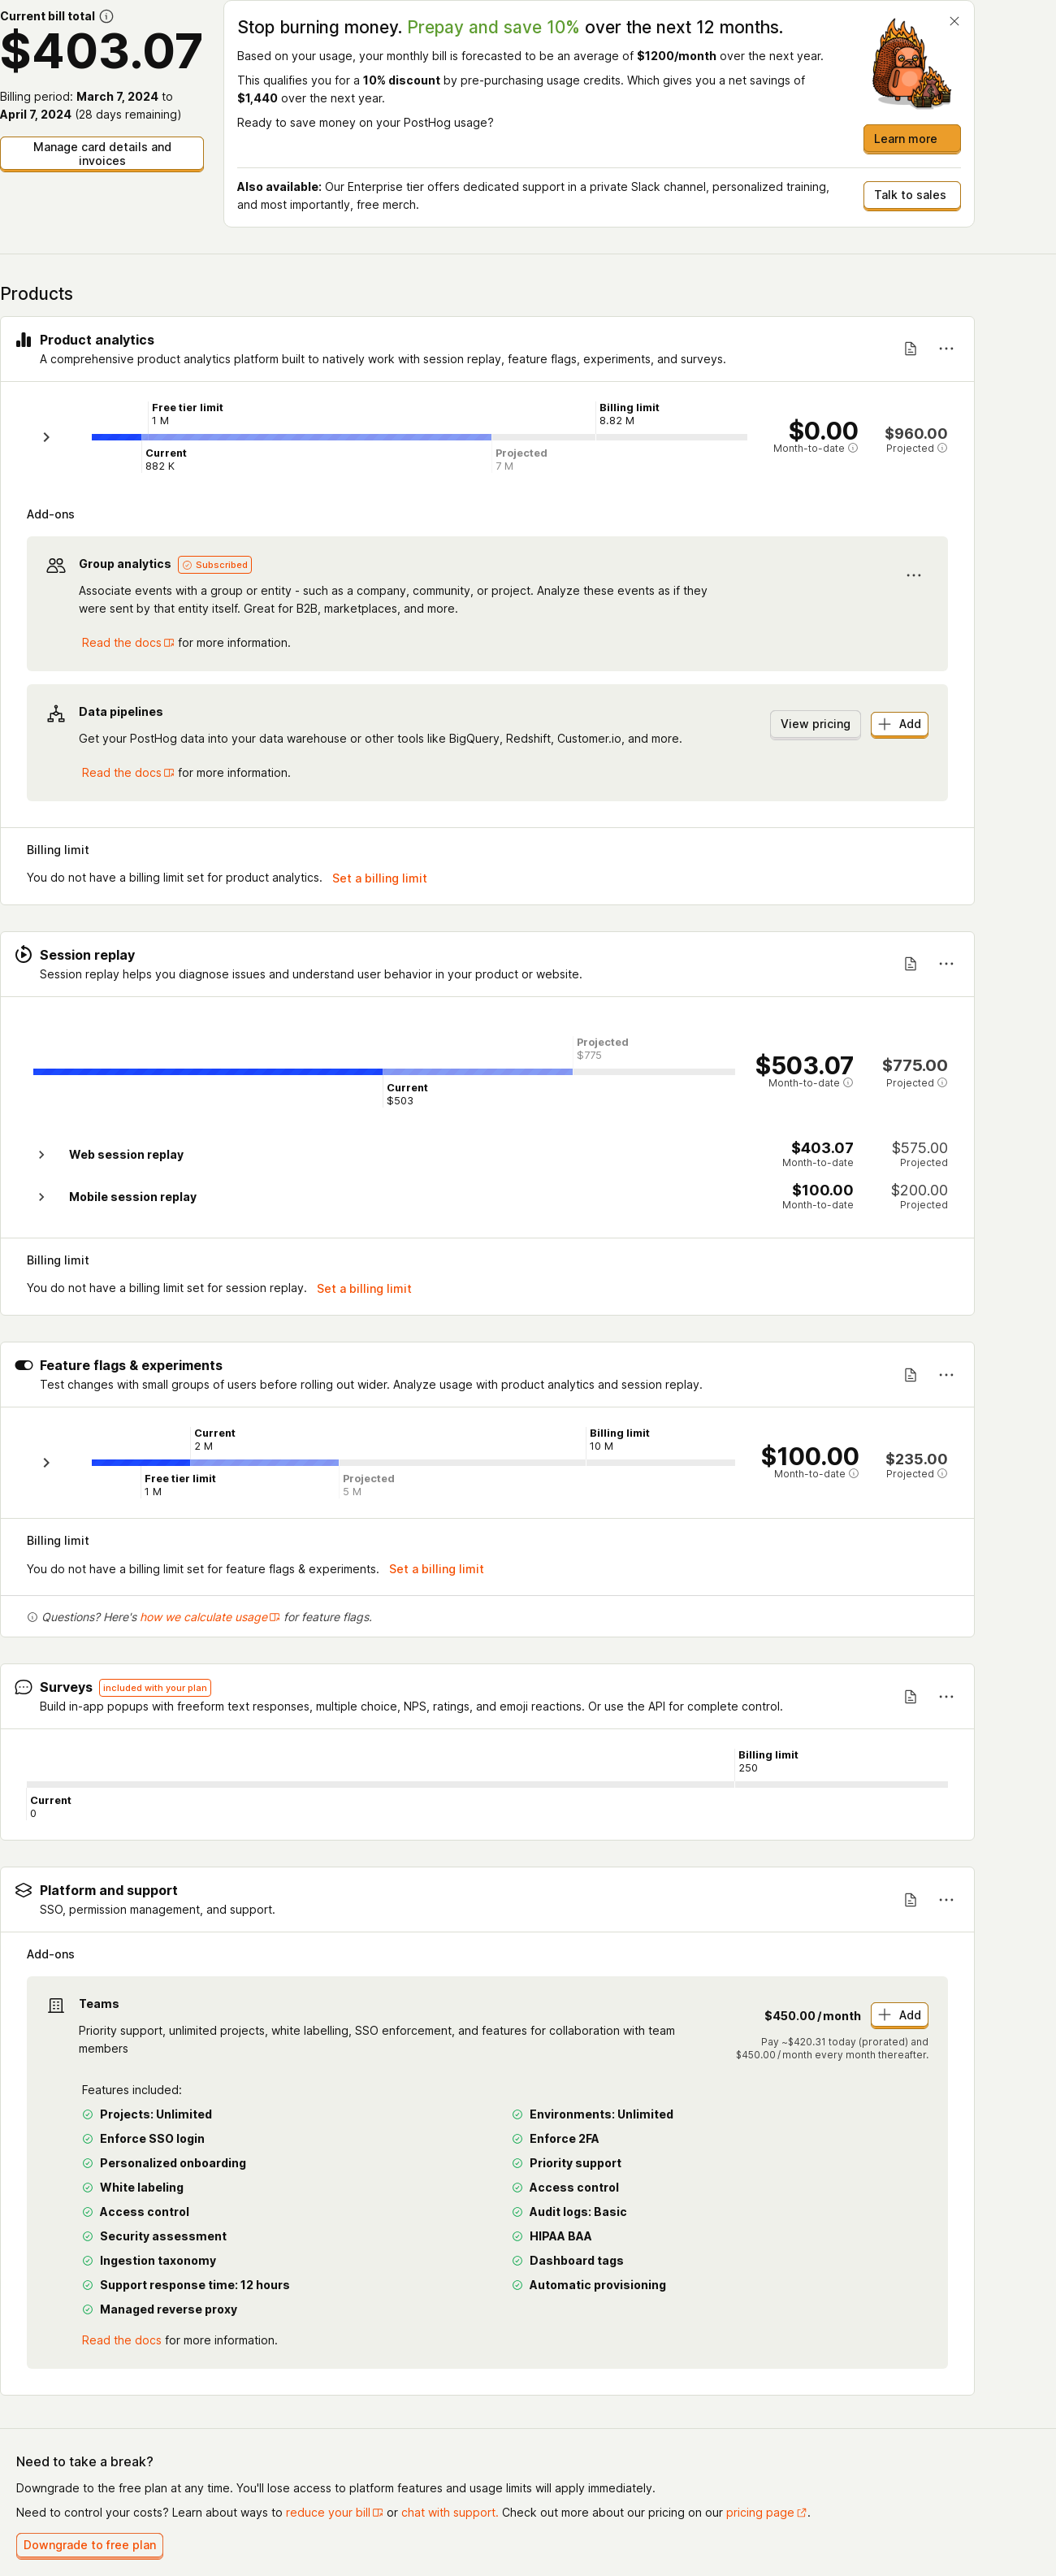 Current bill total
$403.07
Billing period: March 7, 2024 to
April 7, 2024 (28 days remaining)
Manage card details and
invoices
Stop burning money. Prepay and save 10% over the next 12 months.
Based on your usage, your monthly bill is forecasted to be an average of $1200/month over the next year.
This qualifies you for a 10% discount by pre-purchasing usage credits. Which gives you a net savings of
$1,440 over the next year.
Ready to save money on your PostHog usage?
Learn more
Also available: Our Enterprise tier offers dedicated support in a private Slack channel, personalized training,
and most importantly, free merch.
Talk to sales
Products
Product analytics
A comprehensive product analytics platform built to natively work with session replay, feature flags, experiments, and surveys.
Free tier limit
1 M
Billing limit
8.82 M
Current
882 K
Projected
7 M
$0.00
Month-to-date
$960.00
Projected
Add-ons
Group analytics Subscribed
Associate events with a group or entity - such as a company, community, or project. Analyze these events as if they
were sent by that entity itself. Great for B2B, marketplaces, and more.
Read the docs for more information.
Data pipelines
Get your PostHog data into your data warehouse or other tools like BigQuery, Redshift, Customer.io, and more.
View pricing
Add
Read the docs for more information.
Billing limit
You do not have a billing limit set for product analytics. Set a billing limit
Session replay
Session replay helps you diagnose issues and understand user behavior in your product or website.
Projected
$775
Current
$503
$503.07
Month-to-date
$775.00
Projected
Web session replay
$403.07
Month-to-date
$575.00
Projected
Mobile session replay
$100.00
Month-to-date
$200.00
Projected
Billing limit
You do not have a billing limit set for session replay. Set a billing limit
Feature flags & experiments
Test changes with small groups of users before rolling out wider. Analyze usage with product analytics and session replay.
Current
2 M
Billing limit
10 M
Free tier limit
1 M
Projected
5 M
$100.00
Month-to-date
$235.00
Projected
Billing limit
You do not have a billing limit set for feature flags & experiments. Set a billing limit
Questions? Here's how we calculate usage for feature flags.
Surveys included with your plan
Build in-app popups with freeform text responses, multiple choice, NPS, ratings, and emoji reactions. Or use the API for complete control.
Billing limit
250
Current
0
Platform and support
SSO, permission management, and support.
Add-ons
Teams
Priority support, unlimited projects, white labelling, SSO enforcement, and features for collaboration with team
members
$450.00/month
Add
Pay ~$420.31 today (prorated) and
$450.00/month every month thereafter.
Features included:
Projects: Unlimited
Environments: Unlimited
Enforce SSO login
Enforce 2FA
Personalized onboarding
Priority support
White labeling
Access control
Access control
Audit logs: Basic
Security assessment
HIPAA BAA
Ingestion taxonomy
Dashboard tags
Support response time: 12 hours
Automatic provisioning
Managed reverse proxy
Read the docs for more information.
Need to take a break?
Downgrade to the free plan at any time. You'll lose access to platform features and usage limits will apply immediately.
Need to control your costs? Learn about ways to reduce your bill or chat with support. Check out more about our pricing on our pricing page.
Downgrade to free plan